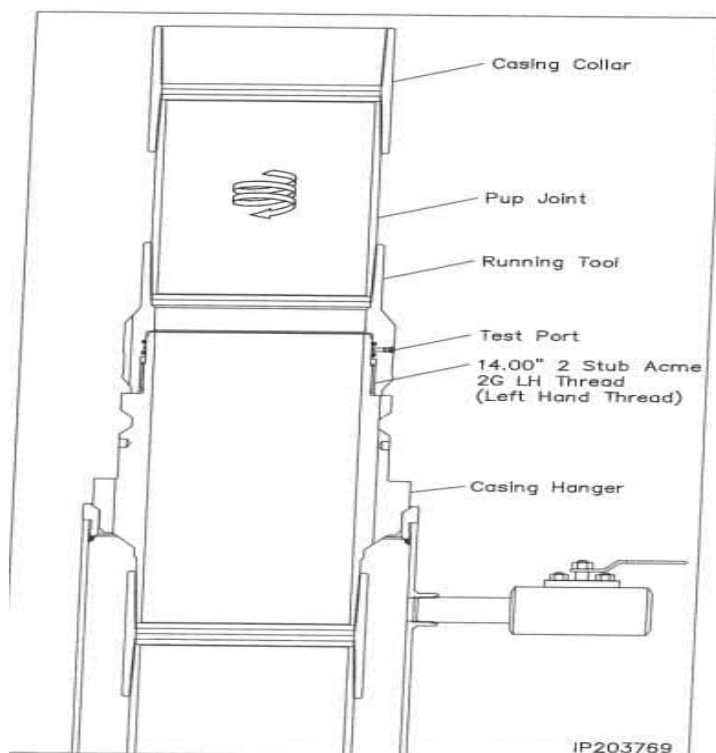 Casing Collar
Pup Joint
Running Tool
Test Port
14.00" 2 Stub Acme
2G LH Thread
(Left Hand Thread)
Casing Hanger
IP203769